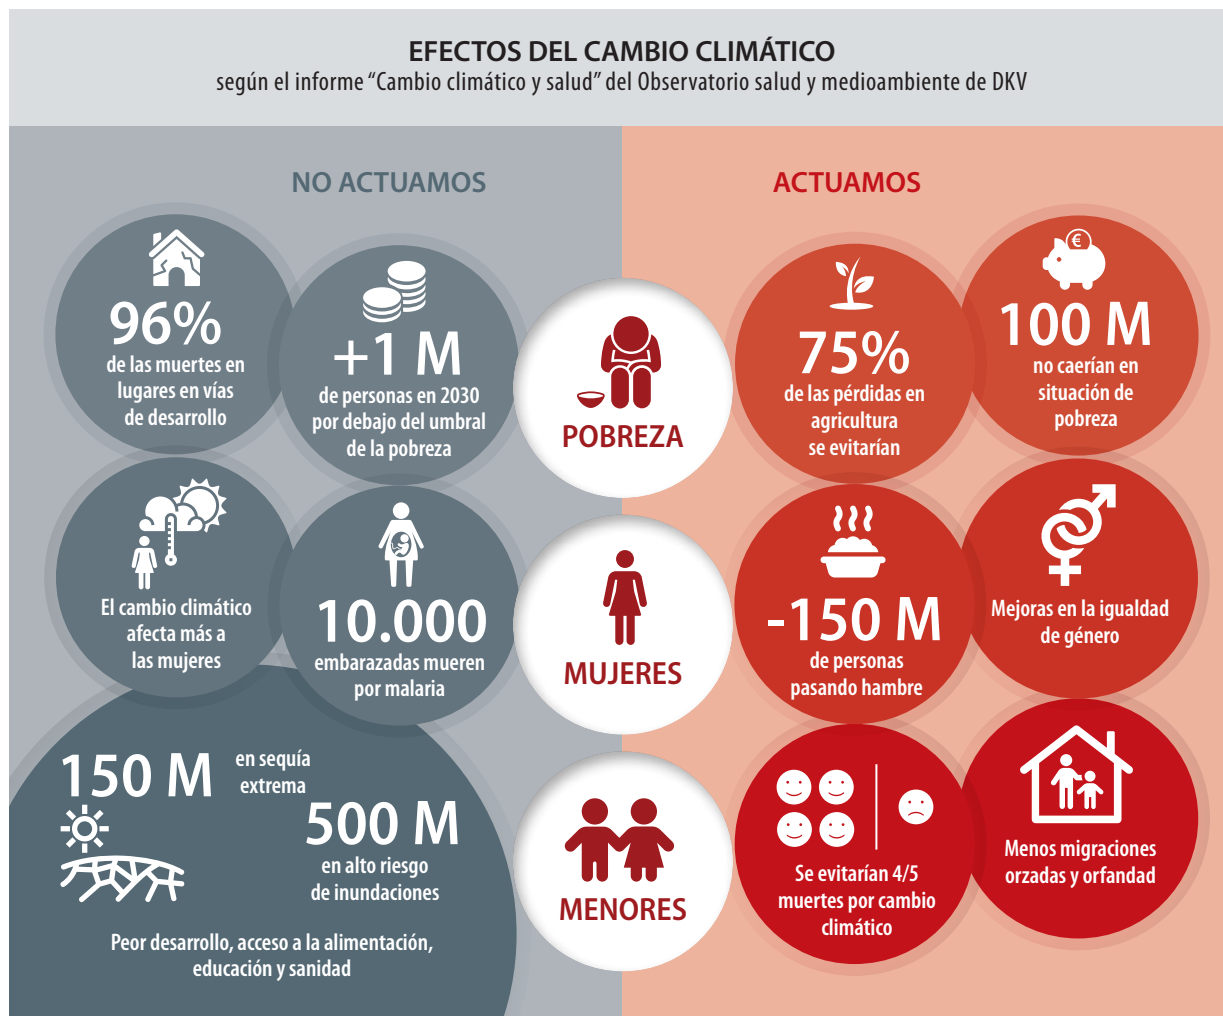 EFECTOS DEL CAMBIO CLIMÁTICO
según el informe “Cambio climático y salud” del Observatorio salud y medioambiente de DKV
NO ACTUAMOS
96%
de las muertes en
lugares en vías
de desarrollo
+1 M
de personas en 2030
por debajo del umbral
de la pobreza
El cambio climático
afecta más a
las mujeres
10.000
embarazadas mueren
por malaria
150 M
en sequía
extrema
500 M
en alto riesgo
de inundaciones
Peor desarrollo, acceso a la alimentación,
educación y sanidad
POBREZA
MUJERES
MENORES
ACTUAMOS
75%
de las pérdidas en
agricultura
se evitarían
€
100 M
no caerían en
situación de
pobreza
-150 M
de personas
pasando hambre
Mejoras en la igualdad
de género
Se evitarían 4/5
muertes por cambio
climático
Menos migraciones
orzadas y orfandad